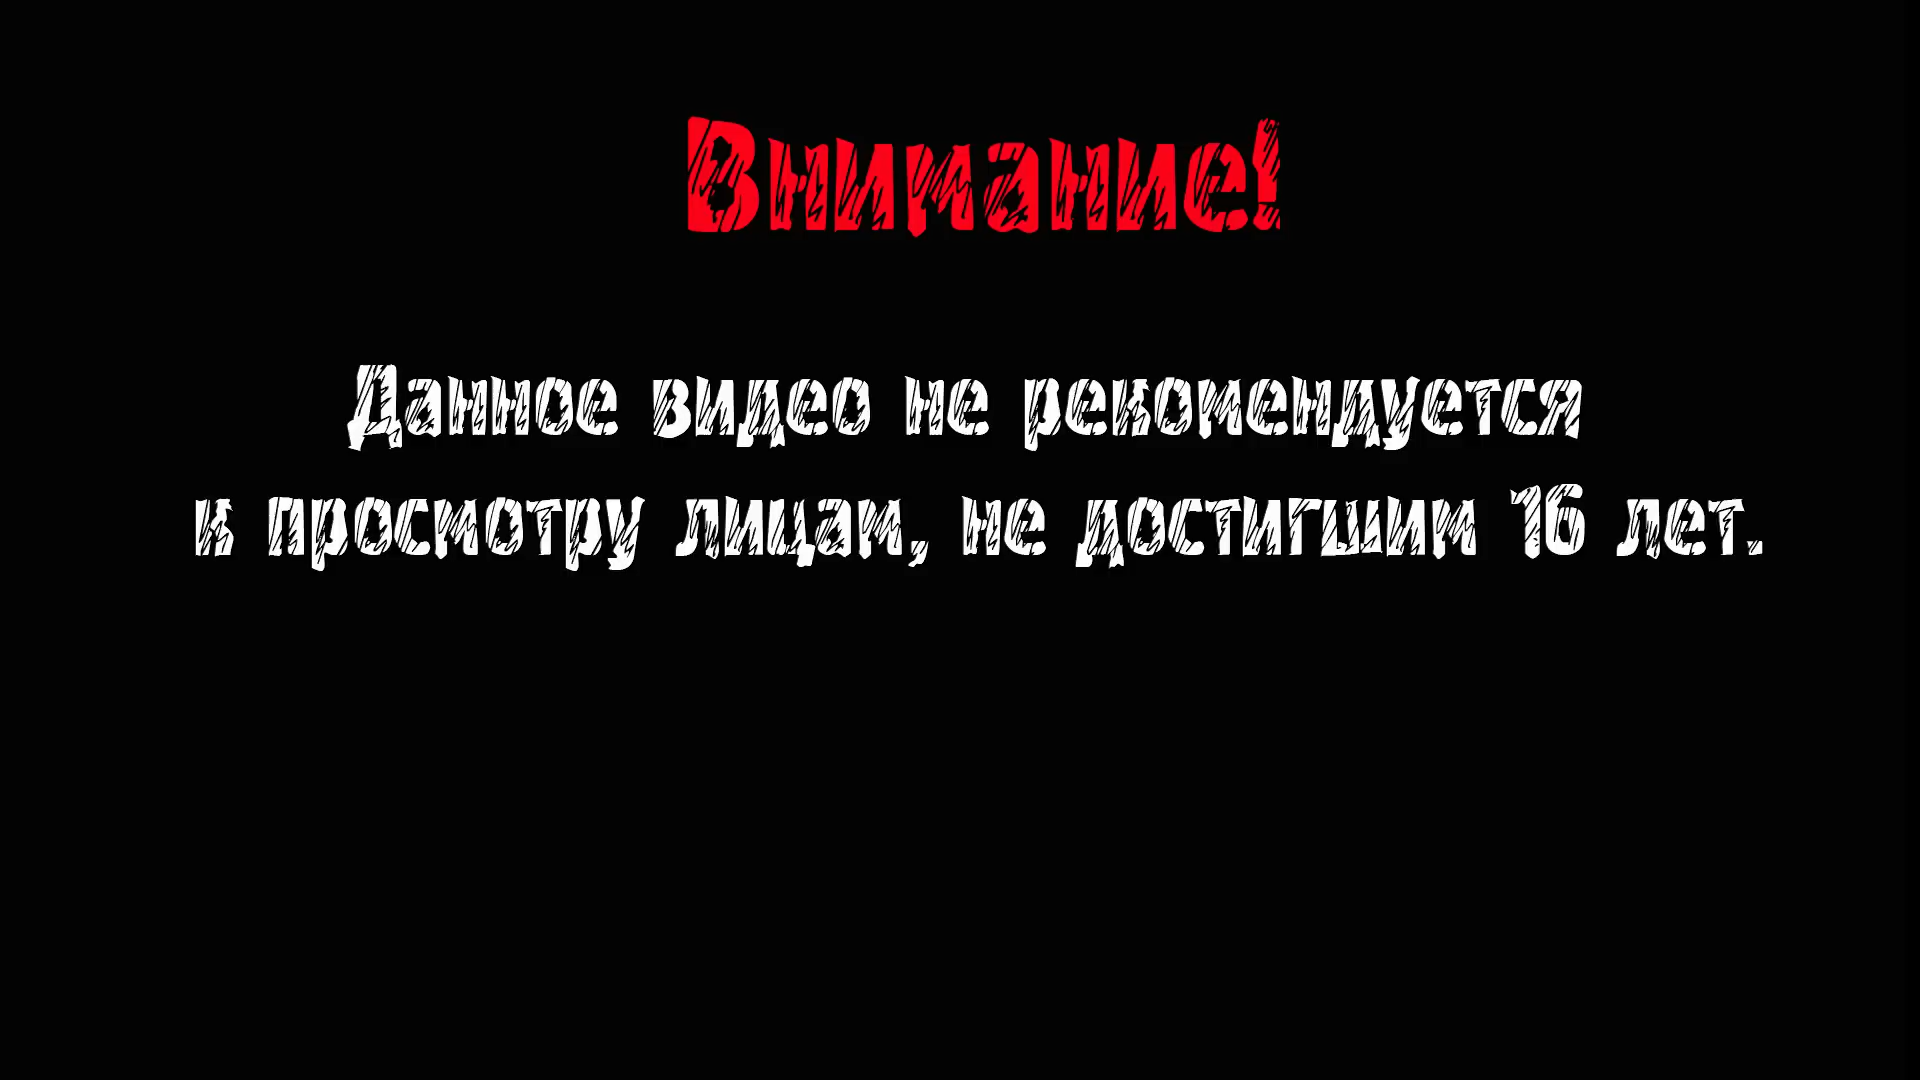 Внимание!
Данное видео не рекомендуется
к просмотру лицам, не достигшим 16 лет.